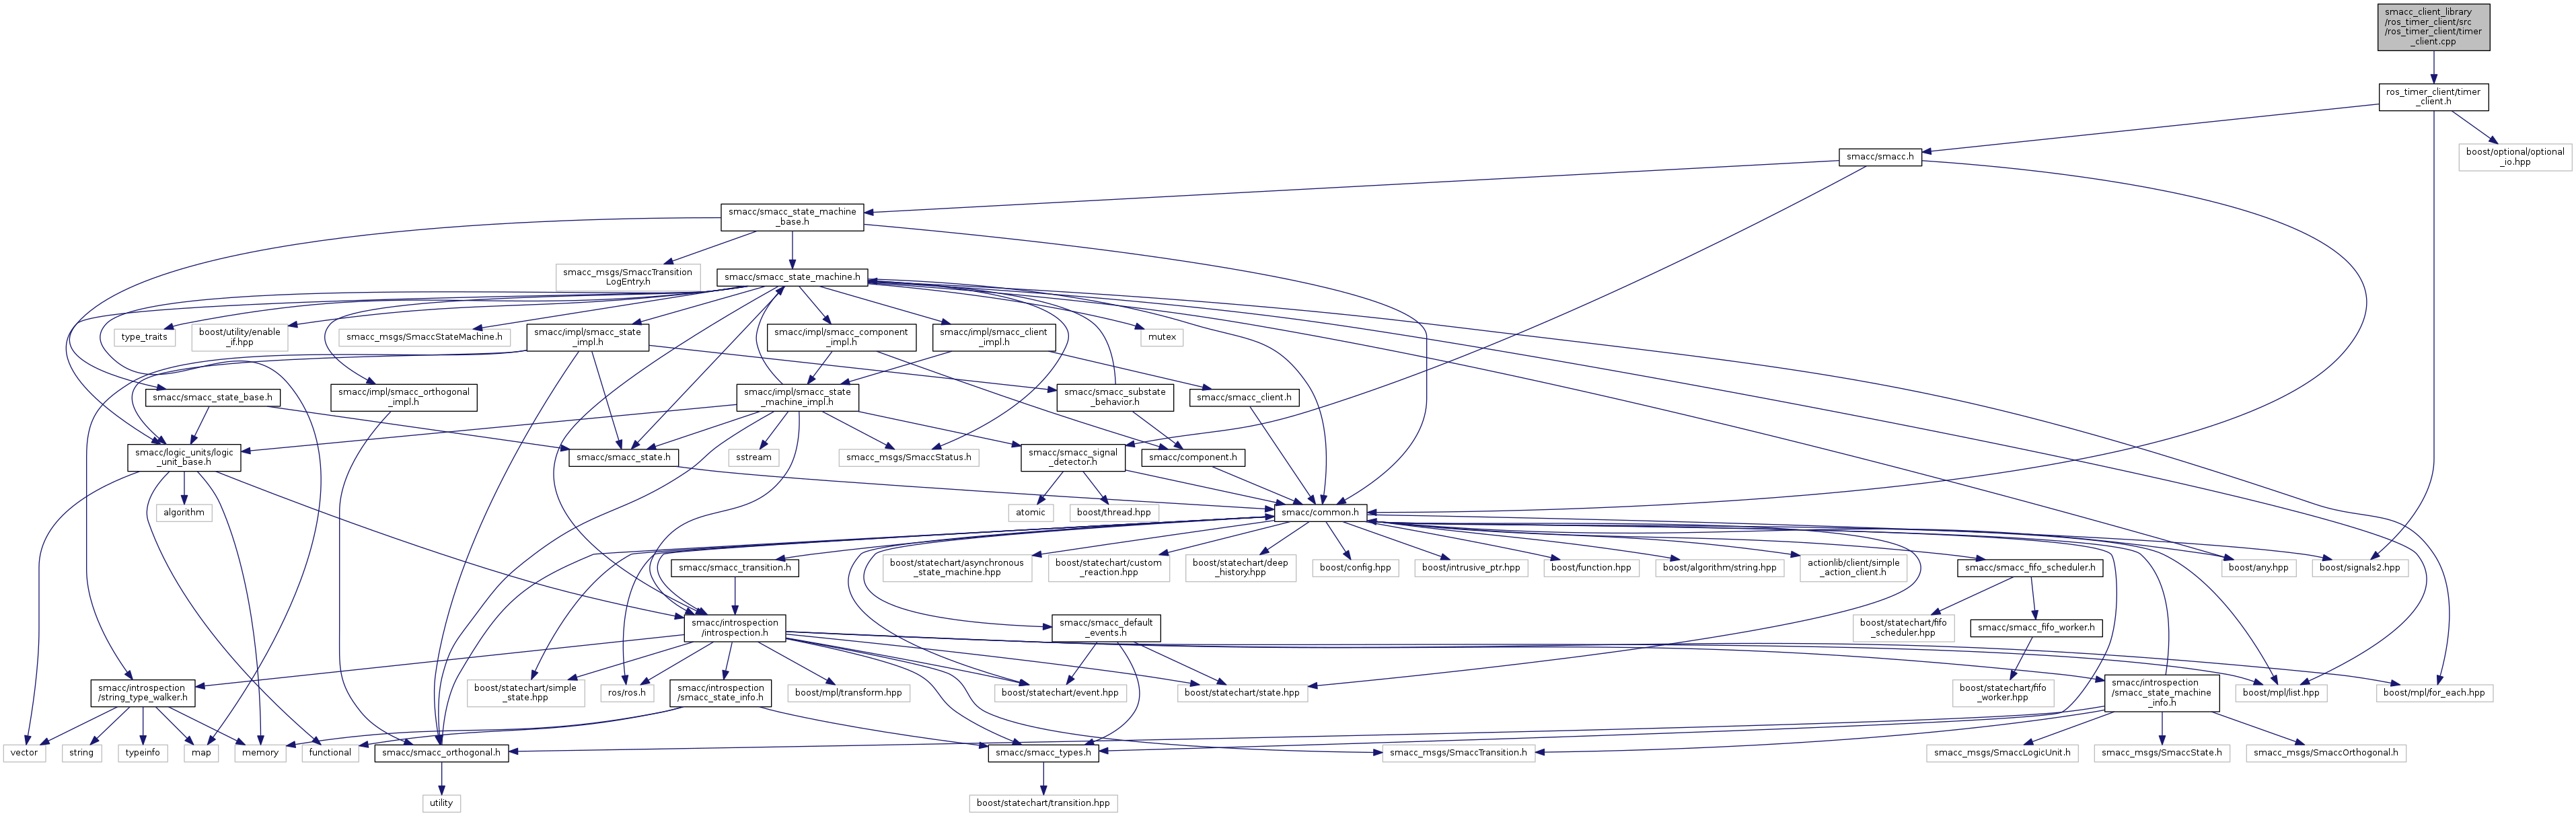 smacc_client_library
/ros_timer_client/src
/ros_timer_client/timer
_client.cpp
ros_timer_client/timer
_client.h
smacc/smacc.h
boost/optional/optional
_io.hpp
smacc/smacc_state_machine
_base.h
smacc_msgs/SmaccTransition
LogEntry.h
smacc/smacc_state_machine.h
type_traits
boost/utility/enable
_if.hpp
smacc_msgs/SmaccStateMachine.h
smacc/impl/smacc_state
_impl.h
smacc/impl/smacc_component
_impl.h
smacc/impl/smacc_client
_impl.h
mutex
smacc/smacc_state_base.h
smacc/impl/smacc_orthogonal
_impl.h
smacc/impl/smacc_state
_machine_impl.h
smacc/smacc_substate
_behavior.h
smacc/smacc_client.h
smacc/logic_units/logic
_unit_base.h
smacc/smacc_state.h
sstream
smacc_msgs/SmaccStatus.h
smacc/smacc_signal
_detector.h
smacc/component.h
algorithm
atomic
boost/thread.hpp
smacc/common.h
smacc/smacc_transition.h
boost/statechart/asynchronous
_state_machine.hpp
boost/statechart/custom
_reaction.hpp
boost/statechart/deep
_history.hpp
boost/config.hpp
boost/intrusive_ptr.hpp
boost/function.hpp
boost/algorithm/string.hpp
actionlib/client/simple
_action_client.h
smacc/smacc_fifo_scheduler.h
boost/any.hpp
boost/signals2.hpp
smacc/introspection
/introspection.h
smacc/smacc_default
_events.h
boost/statechart/fifo
_scheduler.hpp
smacc/smacc_fifo_worker.h
smacc/introspection
/string_type_walker.h
boost/statechart/simple
_state.hpp
ros/ros.h
smacc/introspection
/smacc_state_info.h
boost/mpl/transform.hpp
boost/statechart/event.hpp
boost/statechart/state.hpp
boost/statechart/fifo
_worker.hpp
smacc/introspection
/smacc_state_machine
_info.h
boost/mpl/list.hpp
boost/mpl/for_each.hpp
vector
string
typeinfo
map
memory
functional
smacc/smacc_orthogonal.h
smacc/smacc_types.h
smacc_msgs/SmaccTransition.h
smacc_msgs/SmaccLogicUnit.h
smacc_msgs/SmaccState.h
smacc_msgs/SmaccOrthogonal.h
utility
boost/statechart/transition.hpp